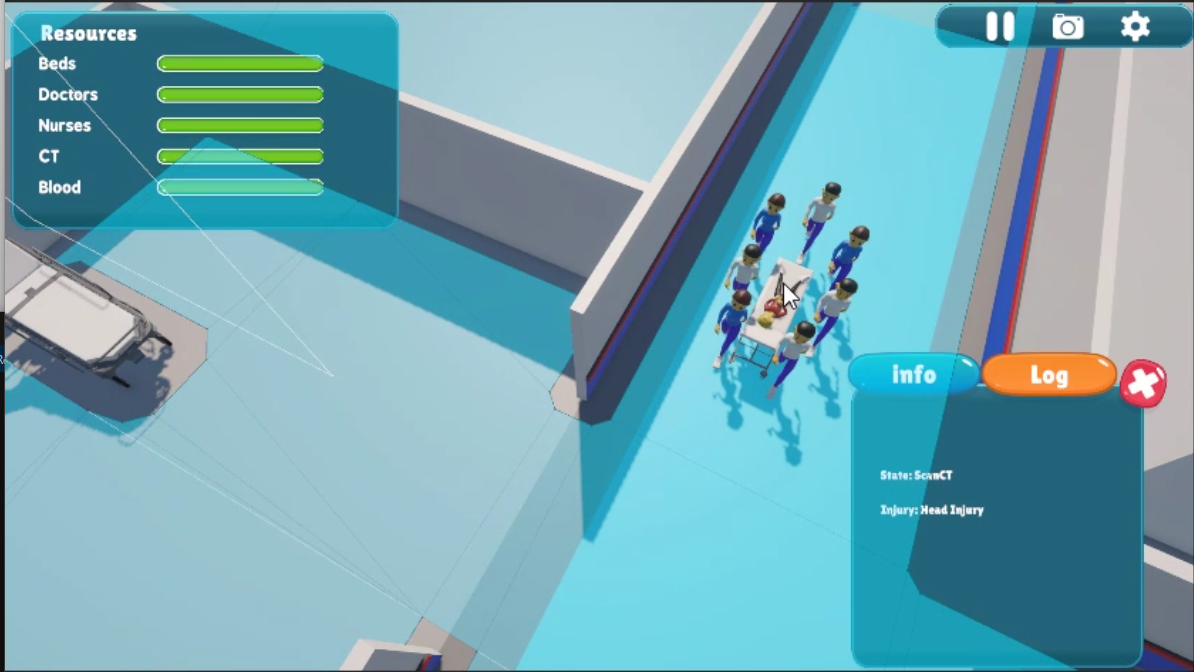 Resources
Beds
Doctors
Nurses
CT
Blood
info
Log
State: ScanCT
Injury: Head Injury